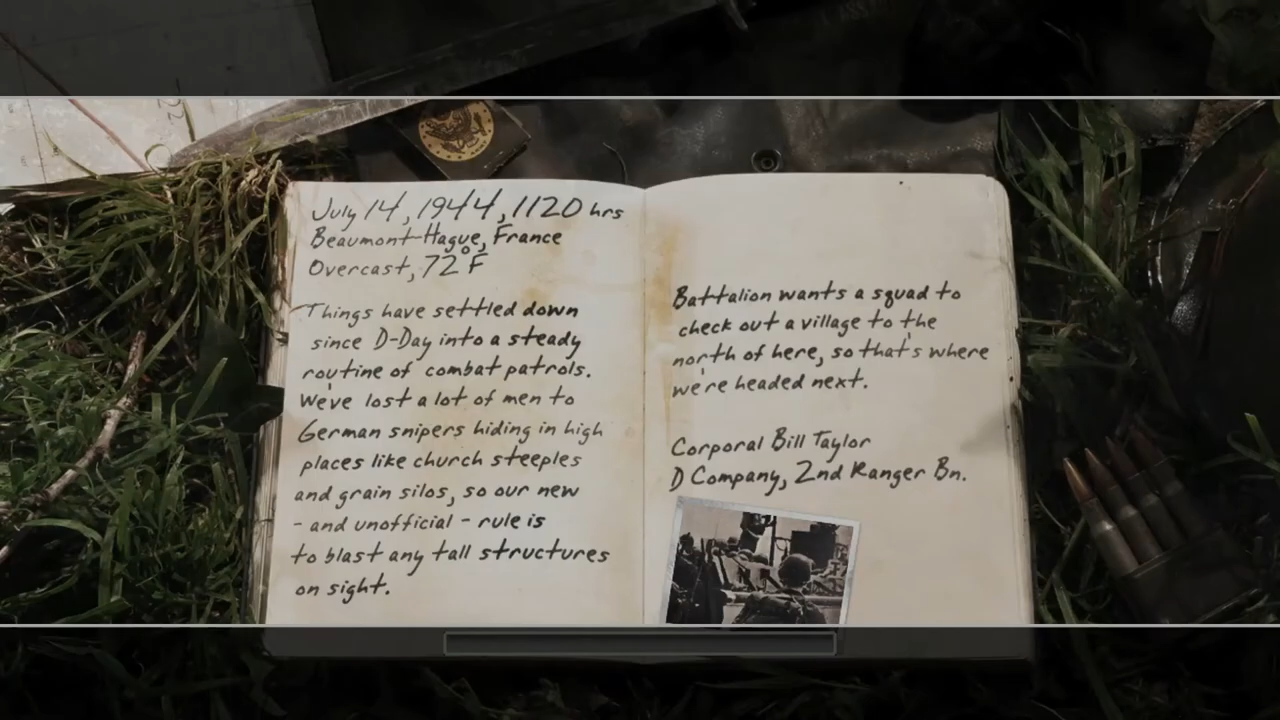 July 14, 1944, 1120 hrs
Beaumont-Hague, France
Overcast, 72°F
Things have settled down
since D-Day into a steady
routine of combat patrols.
We've lost a lot of men to
German snipers hiding in high
places like church steeples
and grain silos, so our new
- and unofficial - rule is
to blast any tall structures
on sight.
Battalion wants a squad to
check out a village to the
north of here, so that's where
we're headed next.
Corporal Bill Taylor
D Company, 2nd Ranger Bn.